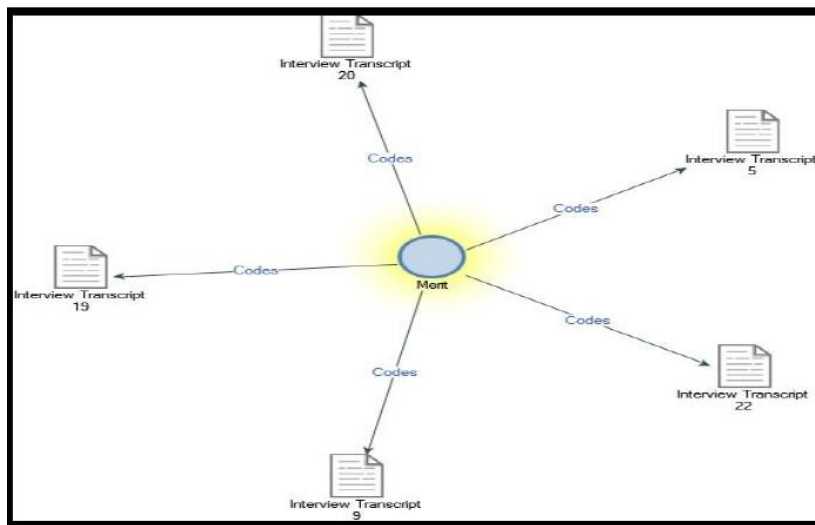 Interview Transcript
20
Codes
Interview Transcript
5
Codes
Codes
Merit
Interview Transcript
19
Codes
Interview Transcript
22
Codes
Interview Transcript
9